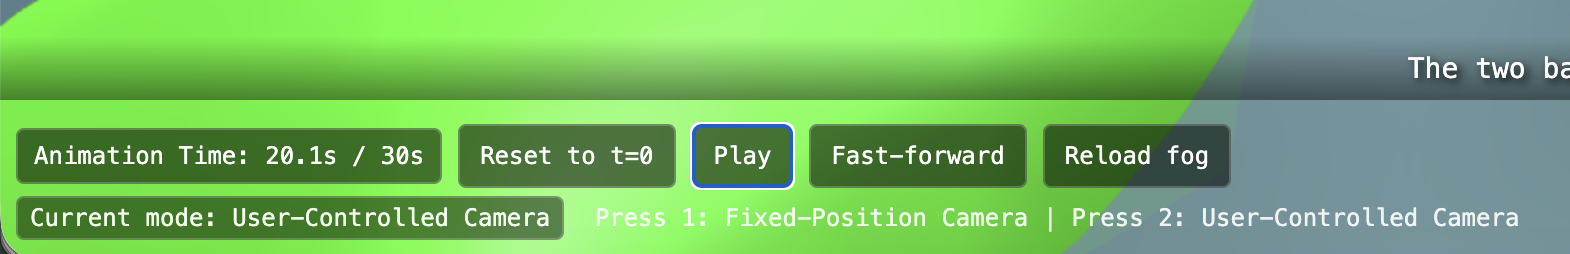 The two ba
Animation Time: 20.1s / 30s Reset to t=0 Play Fast-forward Reload fog
Current mode: User-Controlled Camera Press 1: Fixed-Position Camera | Press 2: User-Controlled Camera